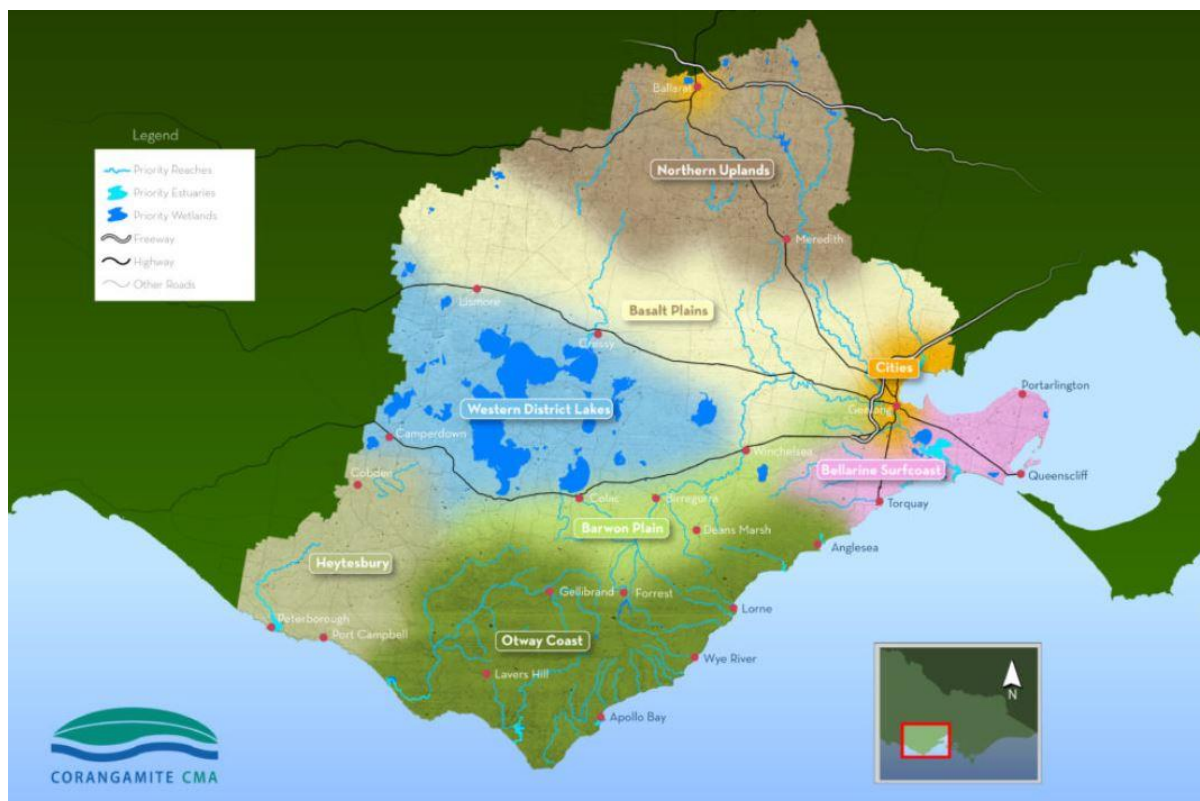 Ballarat
Legend
Priority Reaches
Priority Estuaries
Priority Wetlands
Freeway
Highway
Other Roads
Northern Uplands
Meredith
Lismore
Basalt Plains
Cressy
Cities
Portarlington
Geelong
Western District Lakes
Camperdown
Winchelsea
Bellarine Surfcoast
Queenscliff
Cobden
Colac
Birregurra
Torquay
Barwon Plain
Deans Marsh
Anglesea
Heytesbury
Gellibrand
Forrest
Lorne
Peterborough
Port Campbell
Otway Coast
Wye River
Lavers Hill
N
Apollo Bay
CORANGAMITE CMA